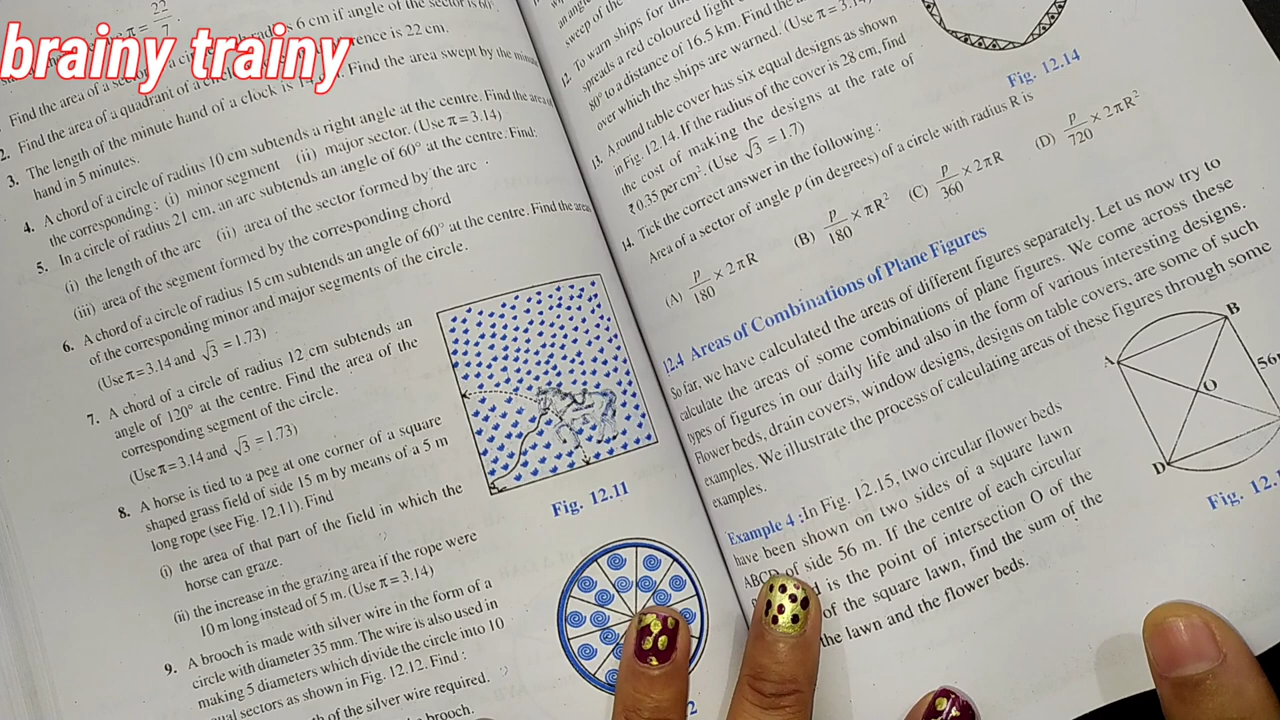 brainy trainy
22
7
6 cm if angle of the sector is 60°.
Find the area of a quadrant of a circle
ence is 22 cm.
3. The length of the minute hand of a clock is
Find the area swept by the minute
hand in 5 minutes.
4. A chord of a circle of radius 10 cm subtends a right angle at the centre. Find the area of
the corresponding : (i) minor segment (ii) major sector. (Use π = 3.14)
5. In a circle of radius 21 cm, an arc subtends an angle of 60° at the centre. Find:
(i) the length of the arc (ii) area of the sector formed by the arc
(iii) area of the segment formed by the corresponding chord
6. A chord of a circle of radius 15 cm subtends an angle of 60° at the centre. Find the areas
of the corresponding minor and major segments of the circle.
(Use π = 3.14 and √3 = 1.73)
7. A chord of a circle of radius 12 cm subtends an
angle of 120° at the centre. Find the area of the
corresponding segment of the circle.
(Use π = 3.14 and √3 = 1.73)
8. A horse is tied to a peg at one corner of a square
shaped grass field of side 15 m by means of a 5 m
long rope (see Fig. 12.11). Find
(i) the area of that part of the field in which the
horse can graze.
(ii) the increase in the grazing area if the rope were
10 m long instead of 5 m. (Use π = 3.14)
Fig. 12.11
9. A brooch is made with silver wire in the form of a
circle with diameter 35 mm. The wire is also used in
making 5 diameters which divide the circle into 10
equal sectors as shown in Fig. 12.12. Find :
of the silver wire required.
brooch.
2
sweep of the
12. To warn ships for
spreads a red coloured light
80° to a distance of 16.5 km. Find the
over which the ships are warned. (Use π = 3.14)
13. A round table cover has six equal designs as shown
in Fig. 12.14. If the radius of the cover is 28 cm, find
the cost of making the designs at the rate of
₹ 0.35 per cm². (Use √3 = 1.7)
Fig. 12.14
14. Tick the correct answer in the following :
Area of a sector of angle p (in degrees) of a circle with radius R is
(A) p/180 × 2πR (B) p/180 × πR² (C) p/360 × 2πR (D) p/720 × 2πR²
12.4 Areas of Combinations of Plane Figures
So far, we have calculated the areas of different figures separately. Let us now try to
calculate the areas of some combinations of plane figures. We come across these
types of figures in our daily life and also in the form of various interesting designs.
Flower beds, drain covers, window designs, designs on table covers, are some of such
examples. We illustrate the process of calculating areas of these figures through some
examples.
Example 4 : In Fig. 12.15, two circular flower beds
have been shown on two sides of a square lawn
ABCD of side 56 m. If the centre of each circular
is the point of intersection O of the
of the square lawn, find the sum of the
the lawn and the flower beds.
A
B
O
D
56
Fig. 12.